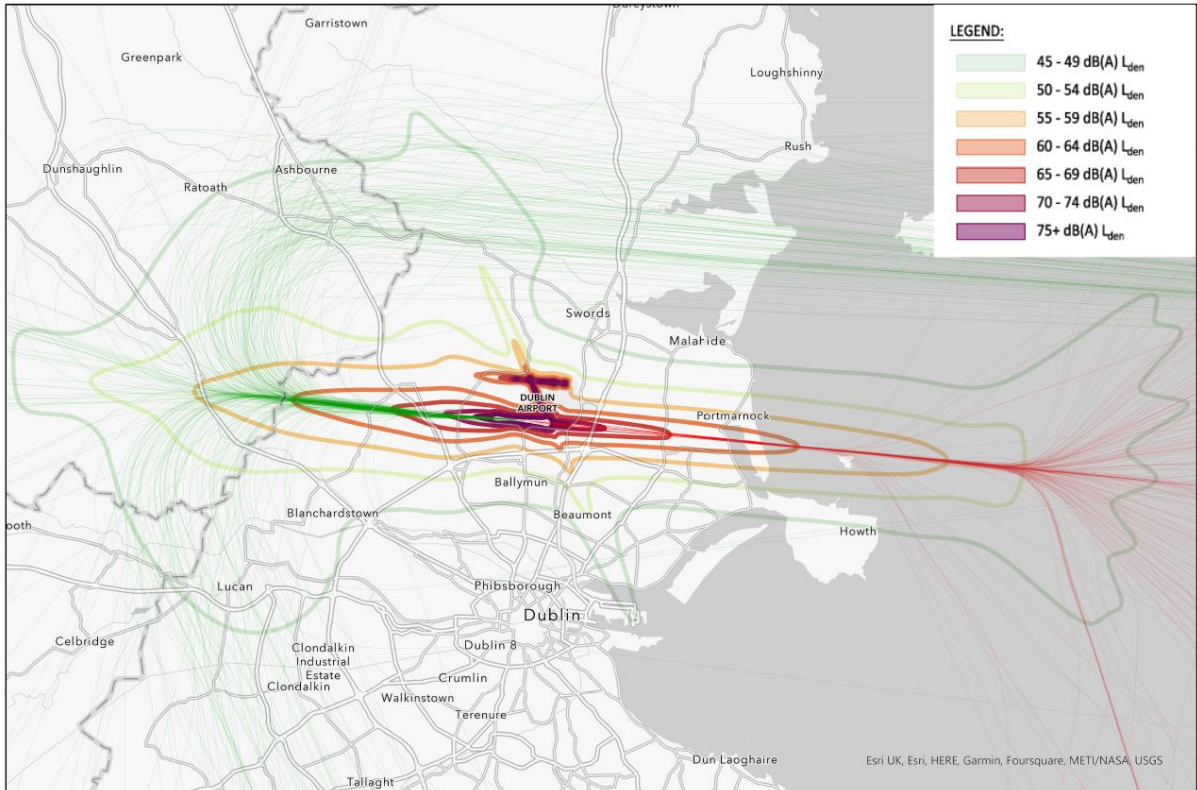 Darcystown
Garristown
Greenpark
Loughshinny
Rush
Dunshaughlin
Ashbourne
Ratoath
Swords
Malahide
DUBLIN
AIRPORT
Portmarnock
Ballymun
Beaumont
Blanchardstown
Howth
ooth
Lucan
Phibsborough
Dublin
Celbridge
Dublin 8
Clondalkin
Industrial
Estate
Clondalkin
Crumlin
Walkinstown
Terenure
Tallaght
Dun Laoghaire
LEGEND:
45 - 49 dB(A) Lden
50 - 54 dB(A) Lden
55 - 59 dB(A) Lden
60 - 64 dB(A) Lden
65 - 69 dB(A) Lden
70 - 74 dB(A) Lden
75+ dB(A) Lden
Esri UK, Esri, HERE, Garmin, Foursquare, METI/NASA, USGS